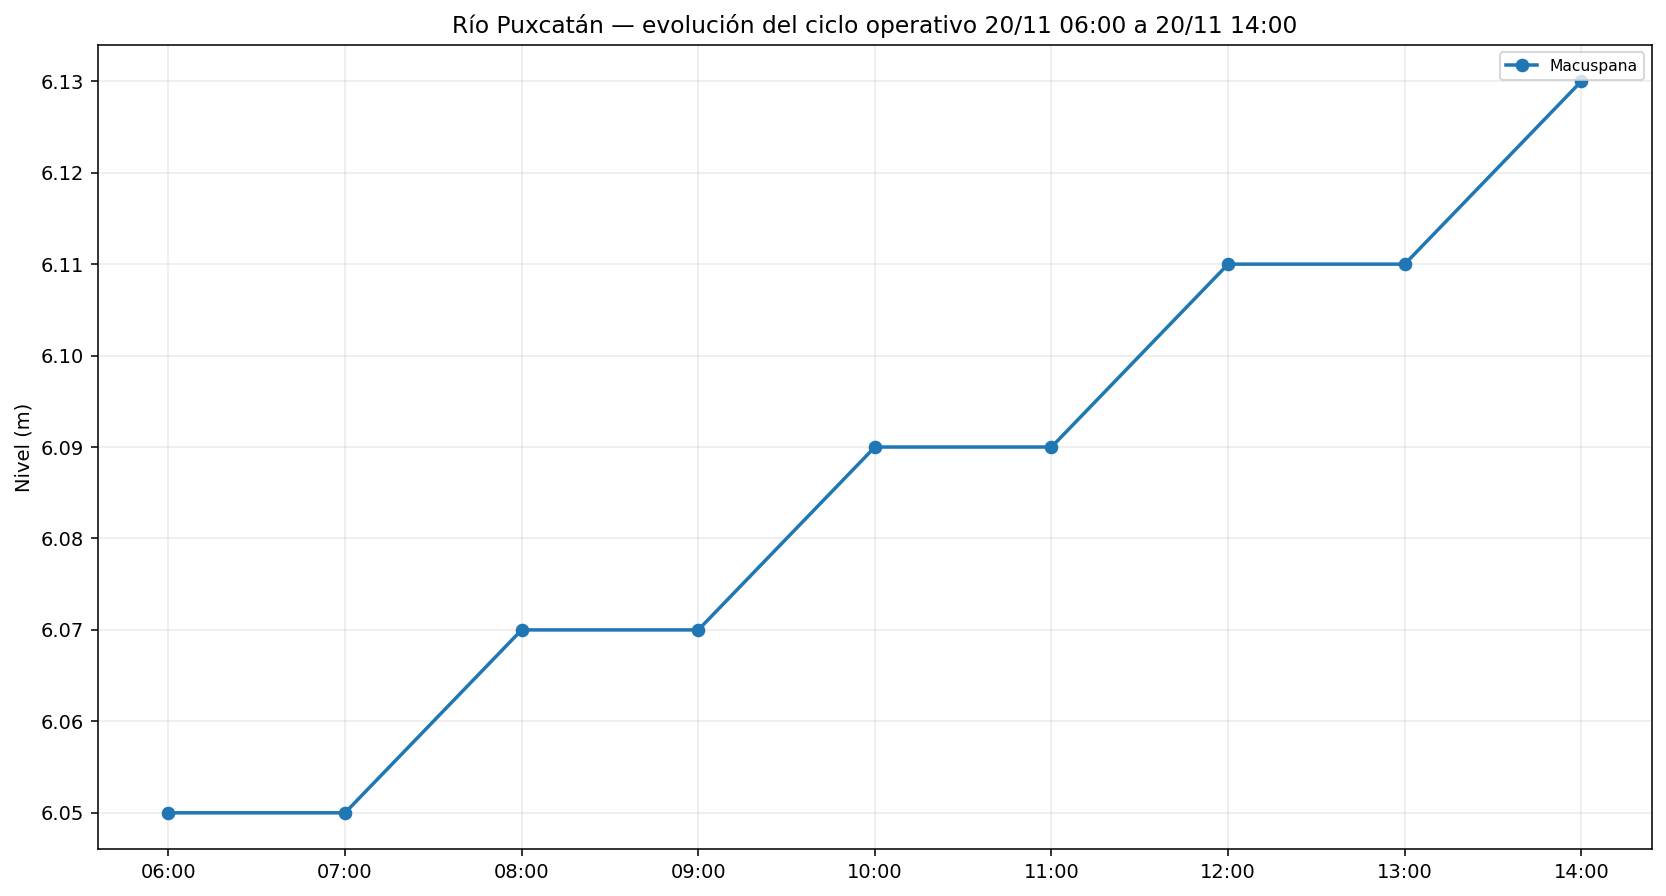 Río Puxcatán — evolución del ciclo operativo 20/11 06:00 a 20/11 14:00
Macuspana
Nivel (m)
6.13
6.12
6.11
6.10
6.09
6.08
6.07
6.06
6.05
06:00 07:00 08:00 09:00 10:00 11:00 12:00 13:00 14:00